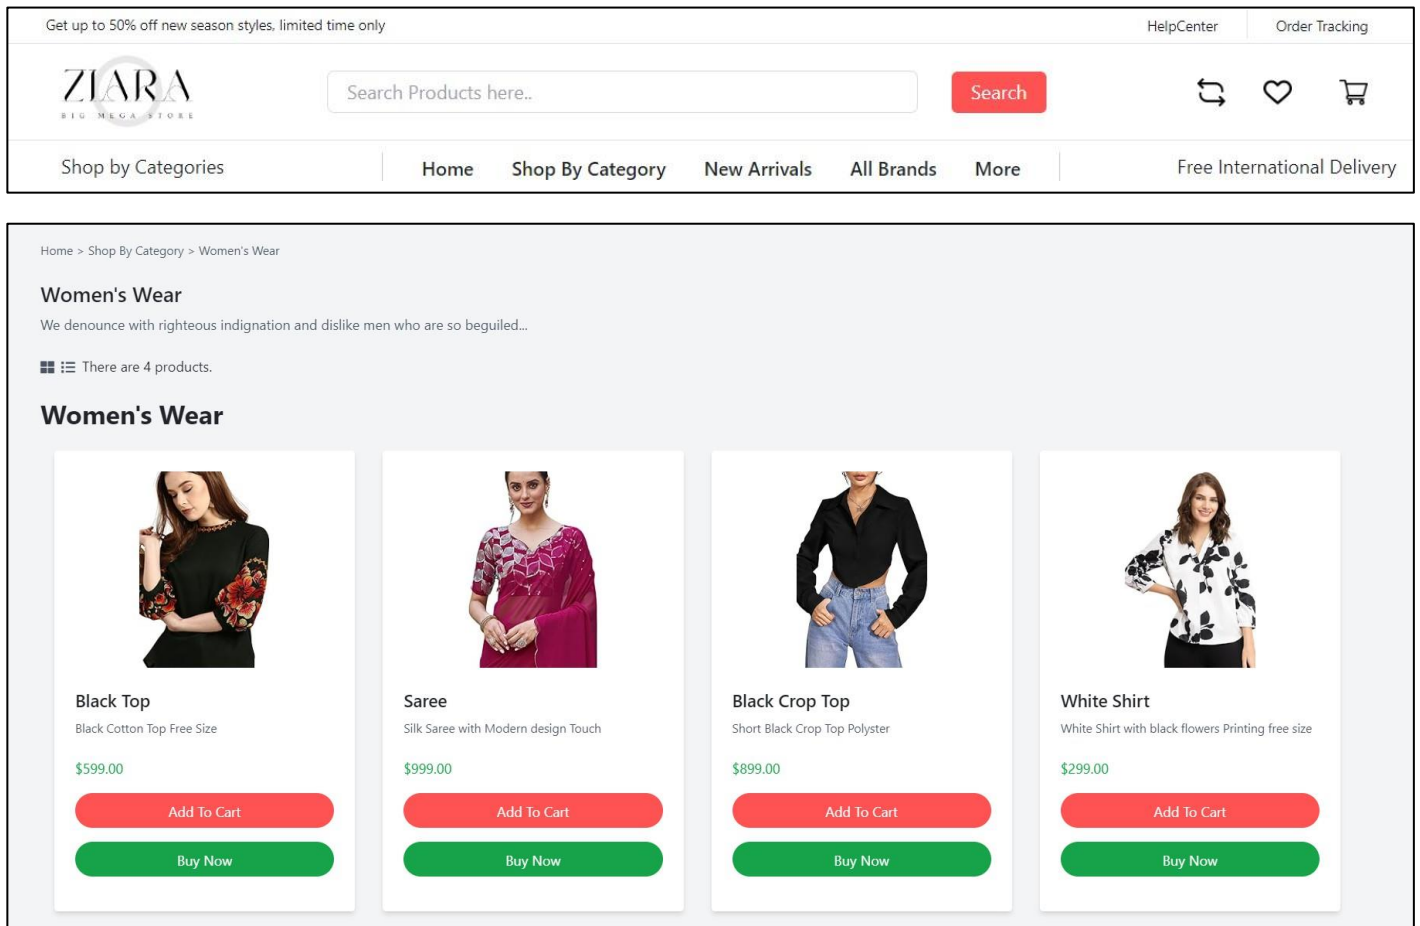 Get up to 50% off new season styles, limited time only
HelpCenter
Order Tracking
ZIARA
BIG MEGA STORE
Search Products here..
Search
Shop by Categories
Home
Shop By Category
New Arrivals
All Brands
More
Free International Delivery
Home > Shop By Category > Women's Wear
Women's Wear
We denounce with righteous indignation and dislike men who are so beguiled...
There are 4 products.
Women's Wear
Black Top
Black Cotton Top Free Size
$599.00
Add To Cart
Buy Now
Saree
Silk Saree with Modern design Touch
$999.00
Add To Cart
Buy Now
Black Crop Top
Short Black Crop Top Polyster
$899.00
Add To Cart
Buy Now
White Shirt
White Shirt with black flowers Printing free size
$299.00
Add To Cart
Buy Now